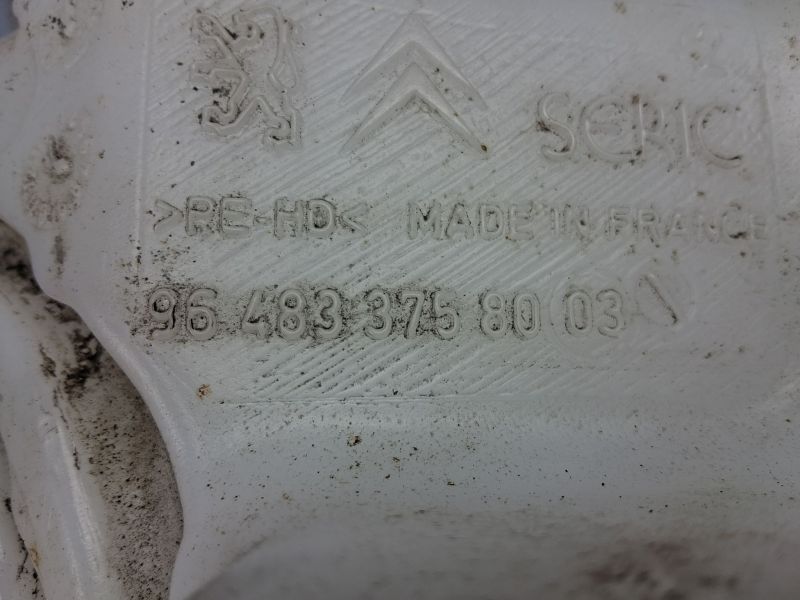 SERIC
>PE-HD< MADE IN FRANCE
96 483 375 80 03